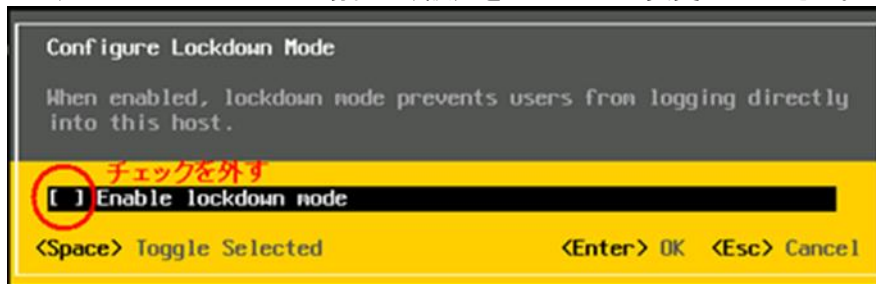 Configure Lockdown Mode
When enabled, lockdown mode prevents users from logging directly
into this host.
チェックを外す
[ ] Enable lockdown mode
<Space> Toggle Selected <Enter> OK <Esc> Cancel